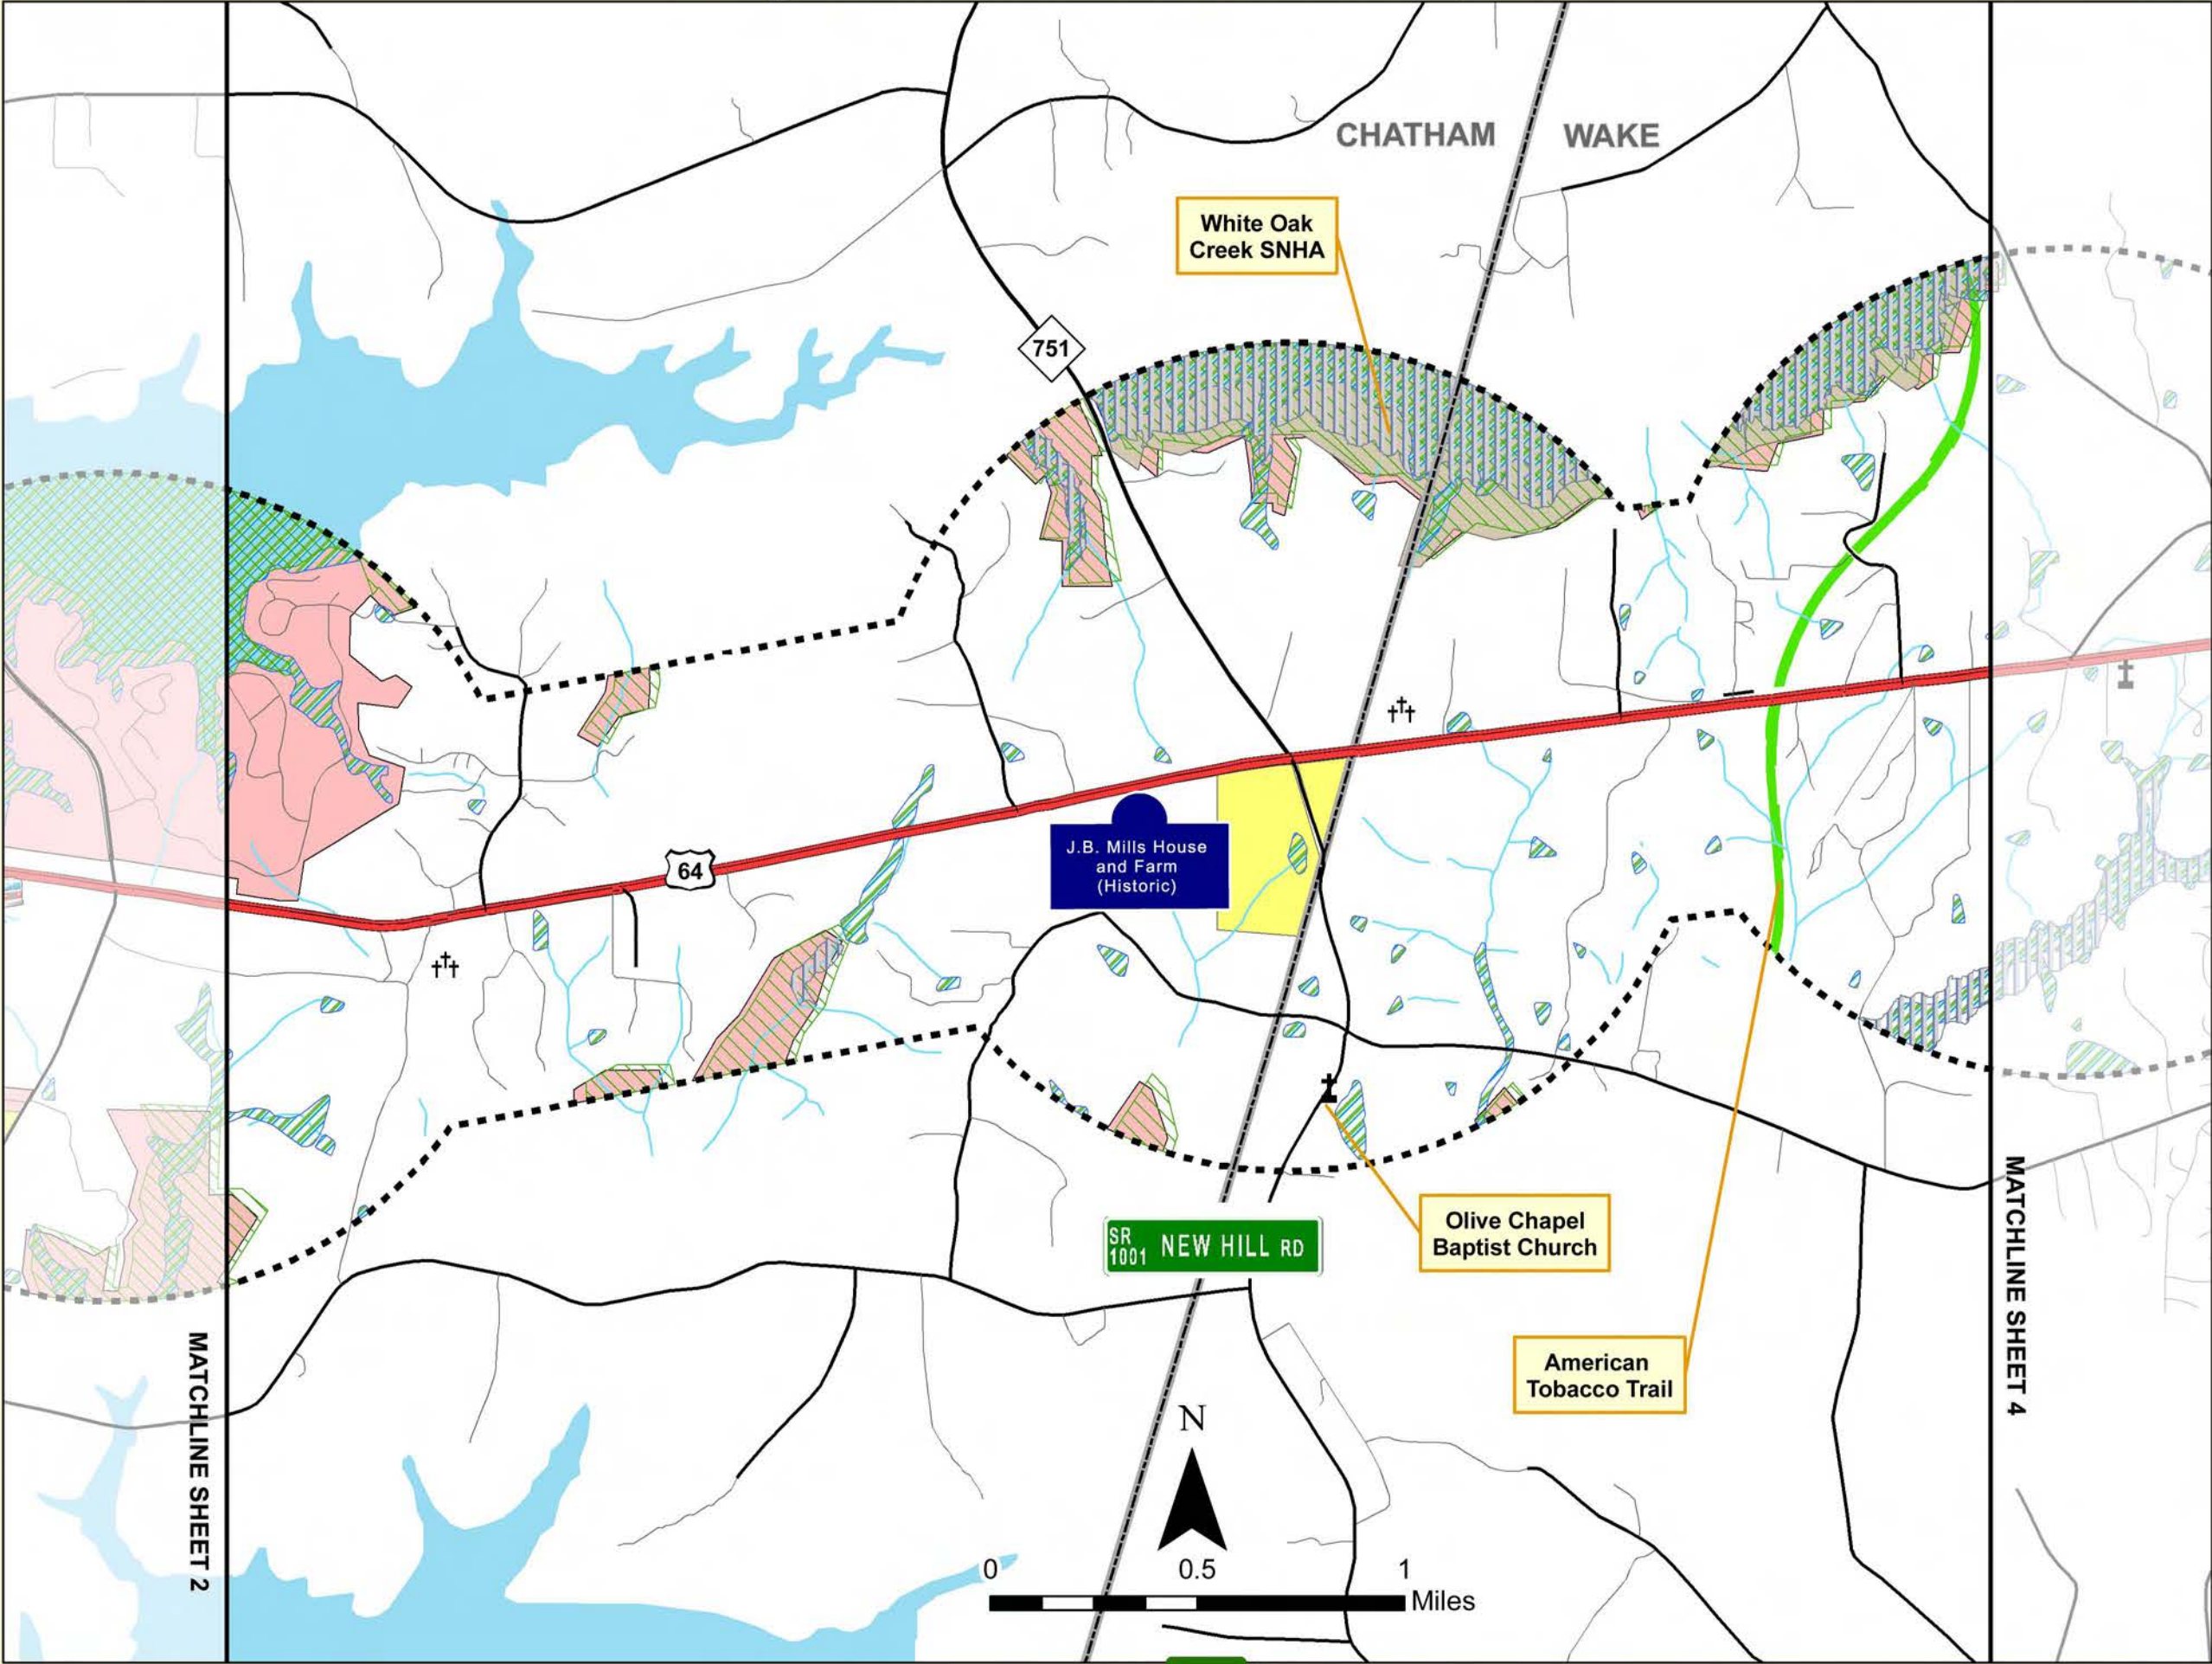 CHATHAM WAKE
White Oak
Creek SNHA
751
J.B. Mills House
and Farm
(Historic)
64
SR
1001 NEW HILL RD
Olive Chapel
Baptist Church
American
Tobacco Trail
MATCHLINE SHEET 2
MATCHLINE SHEET 4
N
0 0.5 1
Miles